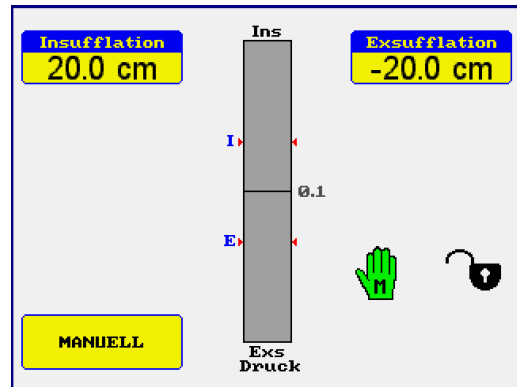 Insufflation
20.0 cm
Ins
Exsufflation
-20.0 cm
I
0.1
E
M
MANUELL
Exs
Druck